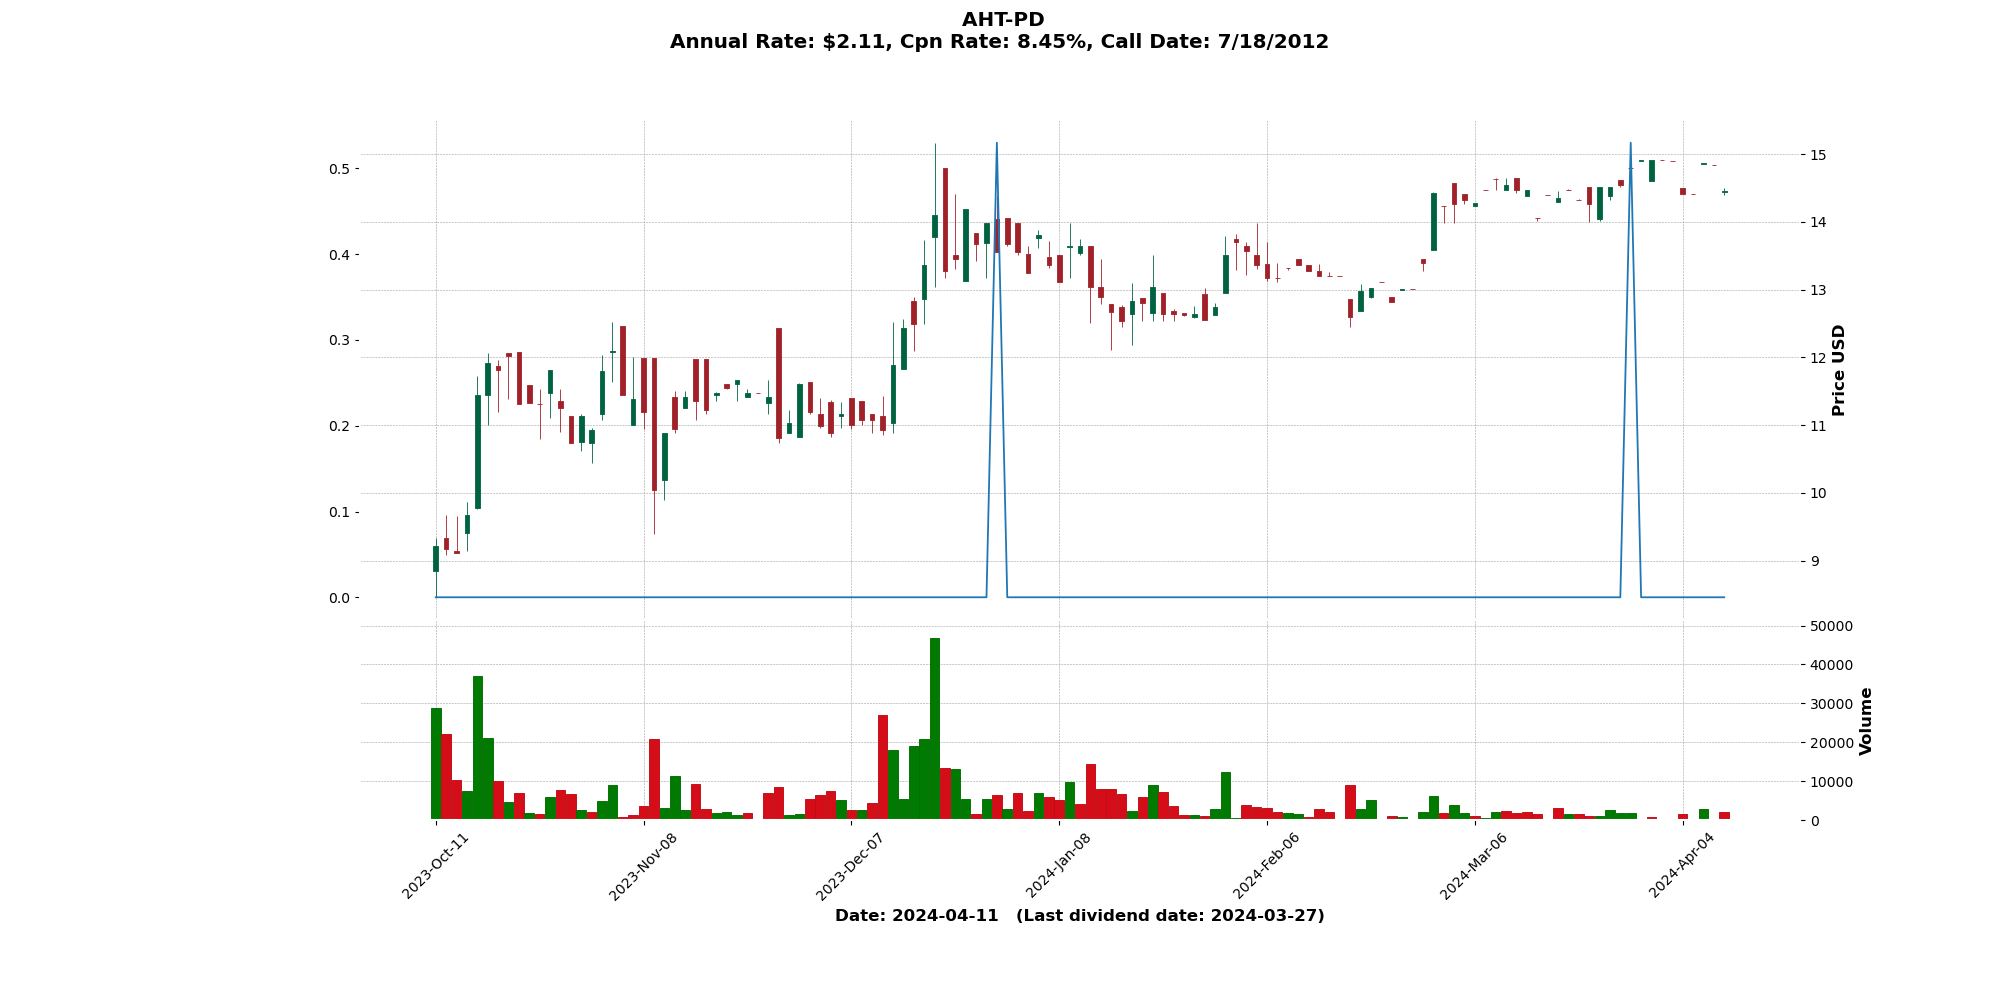 AHT-PD
Annual Rate: $2.11, Cpn Rate: 8.45%, Call Date: 7/18/2012
0.5
0.4
0.3
0.2
0.1
0.0
15
14
13
12
11
10
9
Price USD
50000
40000
30000
20000
10000
0
Volume
2023-Oct-11
2023-Nov-08
2023-Dec-07
2024-Jan-08
2024-Feb-06
2024-Mar-06
2024-Apr-04
Date: 2024-04-11 (Last dividend date: 2024-03-27)